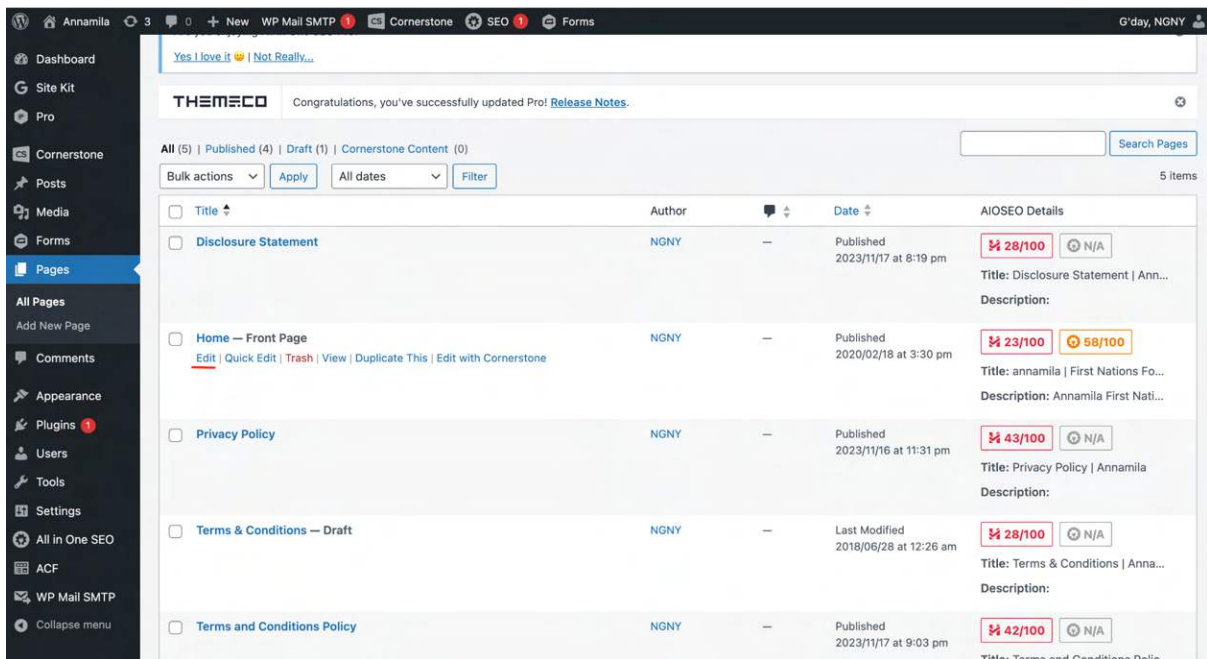 Annamila 3 0 + New WP Mail SMTP 1 CS Cornerstone SEO 1 Forms G'day, NGNY
Dashboard
Site Kit
Pro
CS Cornerstone
Posts
Media
Forms
Pages
All Pages
Add New Page
Comments
Appearance
Plugins 1
Users
Tools
Settings
All in One SEO
ACF
WP Mail SMTP
Collapse menu
Yes I love it 🙂 | Not Really...
THEMECO Congratulations, you've successfully updated Pro! Release Notes.
All (5) | Published (4) | Draft (1) | Cornerstone Content (0) Search Pages
Bulk actions Apply All dates Filter 5 items
Title Author Date AIOSEO Details
Disclosure Statement NGNY — Published 28/100 N/A
2023/11/17 at 8:19 pm
Title: Disclosure Statement | Ann...
Description:
Home — Front Page NGNY — Published 23/100 58/100
Edit | Quick Edit | Trash | View | Duplicate This | Edit with Cornerstone 2020/02/18 at 3:30 pm
Title: annamila | First Nations Fo...
Description: Annamila First Nati...
Privacy Policy NGNY — Published 43/100 N/A
2023/11/16 at 11:31 pm
Title: Privacy Policy | Annamila
Description:
Terms & Conditions — Draft NGNY — Last Modified 28/100 N/A
2018/06/28 at 12:26 am
Title: Terms & Conditions | Anna...
Description:
Terms and Conditions Policy NGNY — Published 42/100 N/A
2023/11/17 at 9:03 pm
Title: Terms and Conditions Polic...